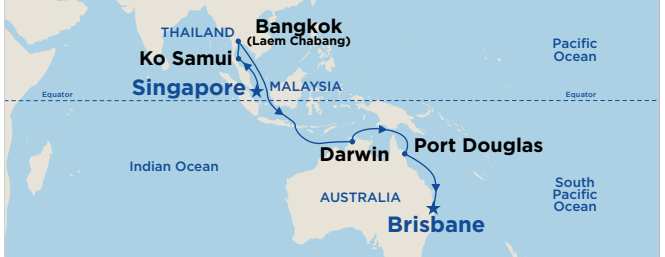 Bangkok
THAILAND
(Laem Chabang)
Pacific
Ocean
Ko Samui
Singapore
MALAYSIA
Equator
Equator
Port Douglas
Darwin
Indian Ocean
South
Pacific
Ocean
AUSTRALIA
Brisbane